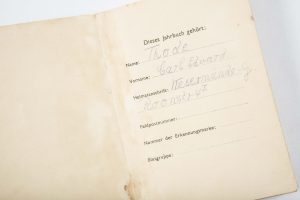 Dieses Jahrbuch gehört:
Name: Thode
Vorname: Carl Eduard
Heimatanschrift: Wesermünde-G
Feldpostnummer:
Nummer der Erkennungsmarke:
Blutgruppe: